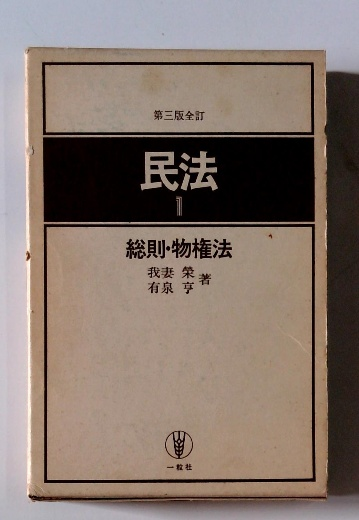 第三版全訂
民法
1
総則・物権法
我妻 榮
有泉 亨 著
一粒社